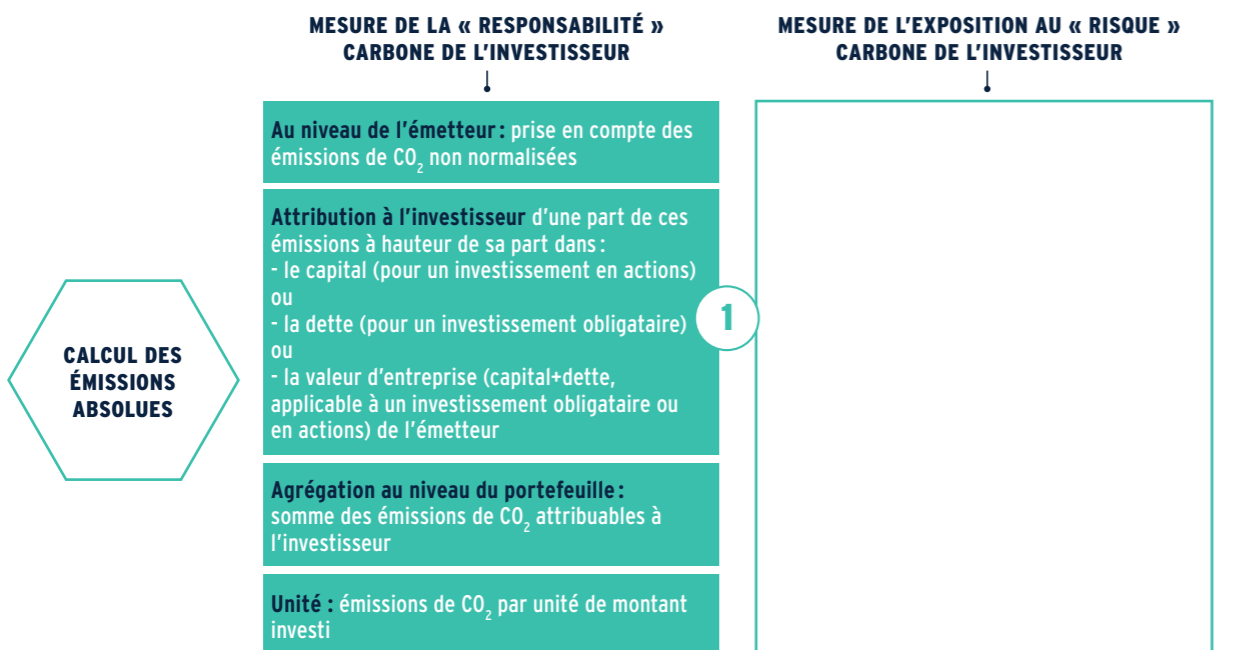 MESURE DE LA « RESPONSABILITÉ »
CARBONE DE L'INVESTISSEUR
MESURE DE L'EXPOSITION AU « RISQUE »
CARBONE DE L'INVESTISSEUR
CALCUL DES
ÉMISSIONS
ABSOLUES
Au niveau de l'émetteur : prise en compte des
émissions de CO₂ non normalisées
Attribution à l'investisseur d'une part de ces
émissions à hauteur de sa part dans :
- le capital (pour un investissement en actions)
ou
- la dette (pour un investissement obligataire)
ou
- la valeur d'entreprise (capital+dette,
applicable à un investissement obligataire ou
en actions) de l'émetteur
1
Agrégation au niveau du portefeuille :
somme des émissions de CO₂ attribuables à
l'investisseur
Unité : émissions de CO₂ par unité de montant
investi